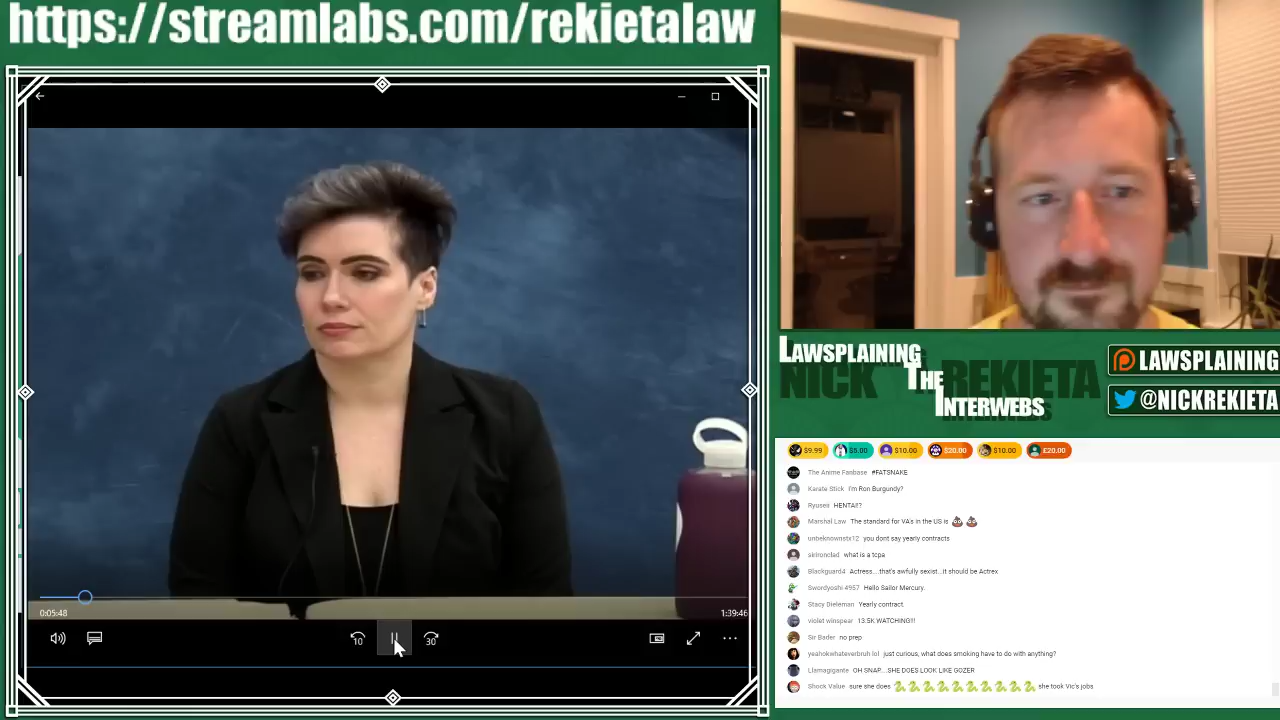 https://streamlabs.com/rekietalaw
0:05:48
1:39:46
10
30
LAWSPLAINING
THE
INTERWEBS
NICK REKIETA
LAWSPLAINING
@NICKREKIETA
$9.99 $5.00 $10.00 $20.00 $10.00 £20.00
The Anime Fanbase #FATSNAKE
Karate Stick I'm Ron Burgundy?
Ryuses HENTAI!?
Marshal Law The standard for VA's in the US is
unbeknownstx12 you dont say yearly contracts
sirironclad what is a tcpa
Blackguard4 Actress....that's awfully sexist...it should be Actrex
Swordyoshi 4957 Hello Sailor Mercury.
Stacy Dieleman Yearly contract.
violet winspear 13.5K WATCHING!!!
Sir Bader no prep
yeahokwhateverbruh lol just curious, what does smoking have to do with anything?
Llamagigante OH SNAP....SHE DOES LOOK LIKE GOZER
Shock Value sure she does she took Vic's jobs